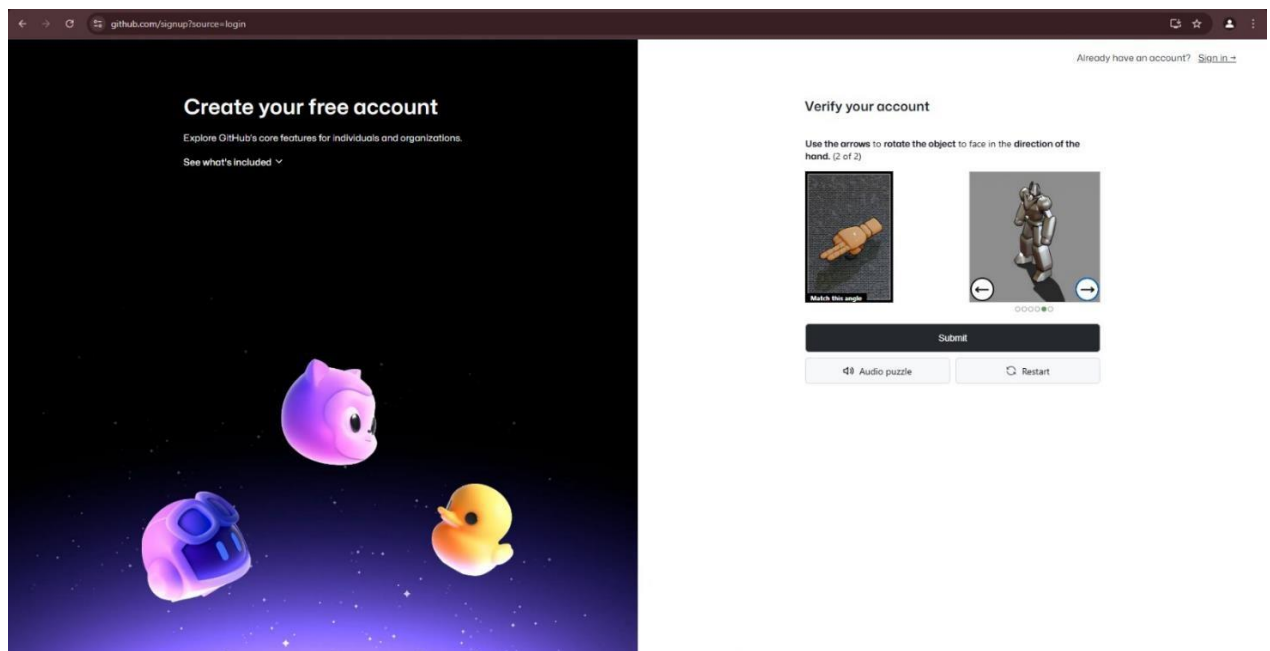 github.com/signup?source=login
Already have an account? Sign in →
Create your free account
Explore GitHub's core features for individuals and organizations.
See what's included
Verify your account
Use the arrows to rotate the object to face in the direction of the
hand. (2 of 2)
Match this angle
Submit
Audio puzzle
Restart